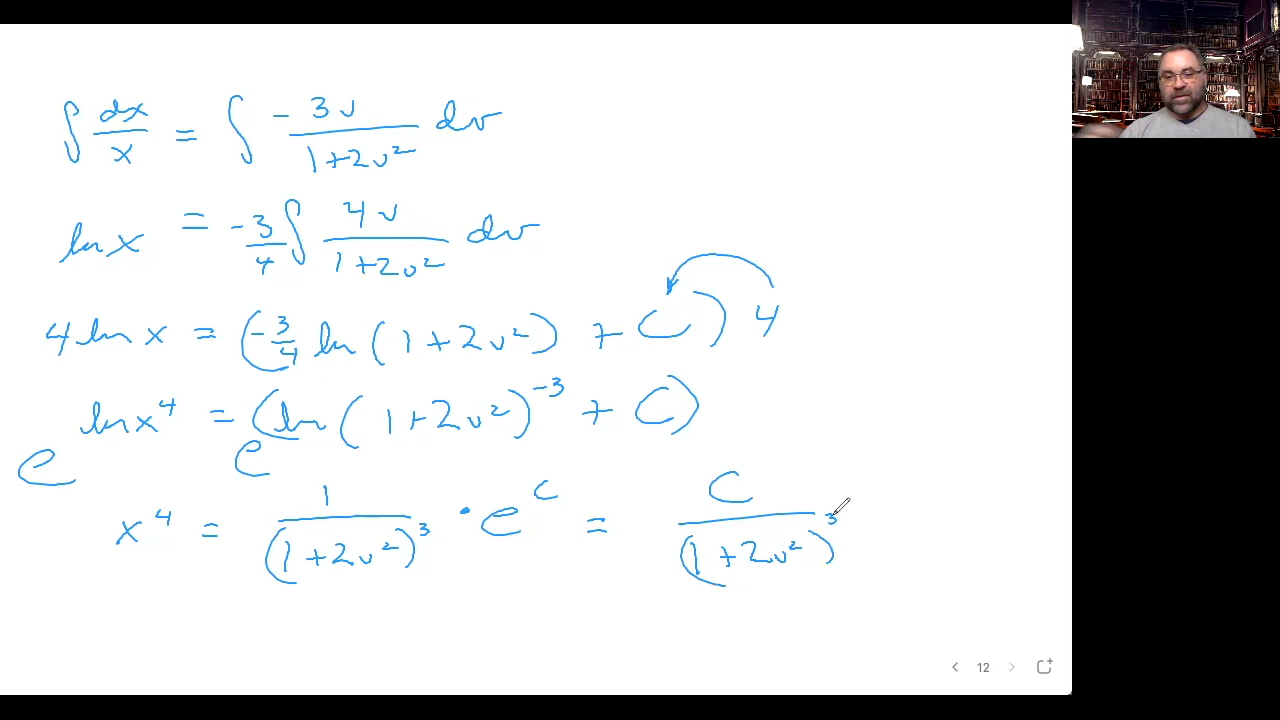 ∫ dx/x = ∫ - 3v/(1+2v²) dv
ln x = -3/4 ∫ 4v/(1+2v²) dv
4 ln x = (-3/4 ln (1+2v²) + C) 4
e^(ln x⁴) = e^(ln (1+2v²)⁻³ + C)
x⁴ = 1/(1+2v²)³ · e^c = C/(1+2v²)³
< 12 >